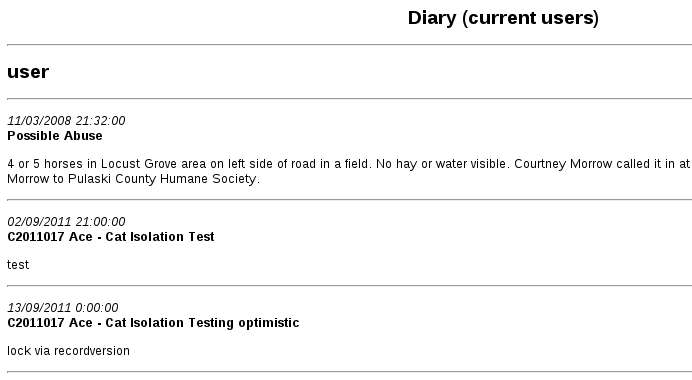 Diary (current users)
user
11/03/2008 21:32:00
Possible Abuse
4 or 5 horses in Locust Grove area on left side of road in a field. No hay or water visible. Courtney Morrow called it in at
Morrow to Pulaski County Humane Society.
02/09/2011 21:00:00
C2011017 Ace - Cat Isolation Test
test
13/09/2011 0:00:00
C2011017 Ace - Cat Isolation Testing optimistic
lock via recordversion